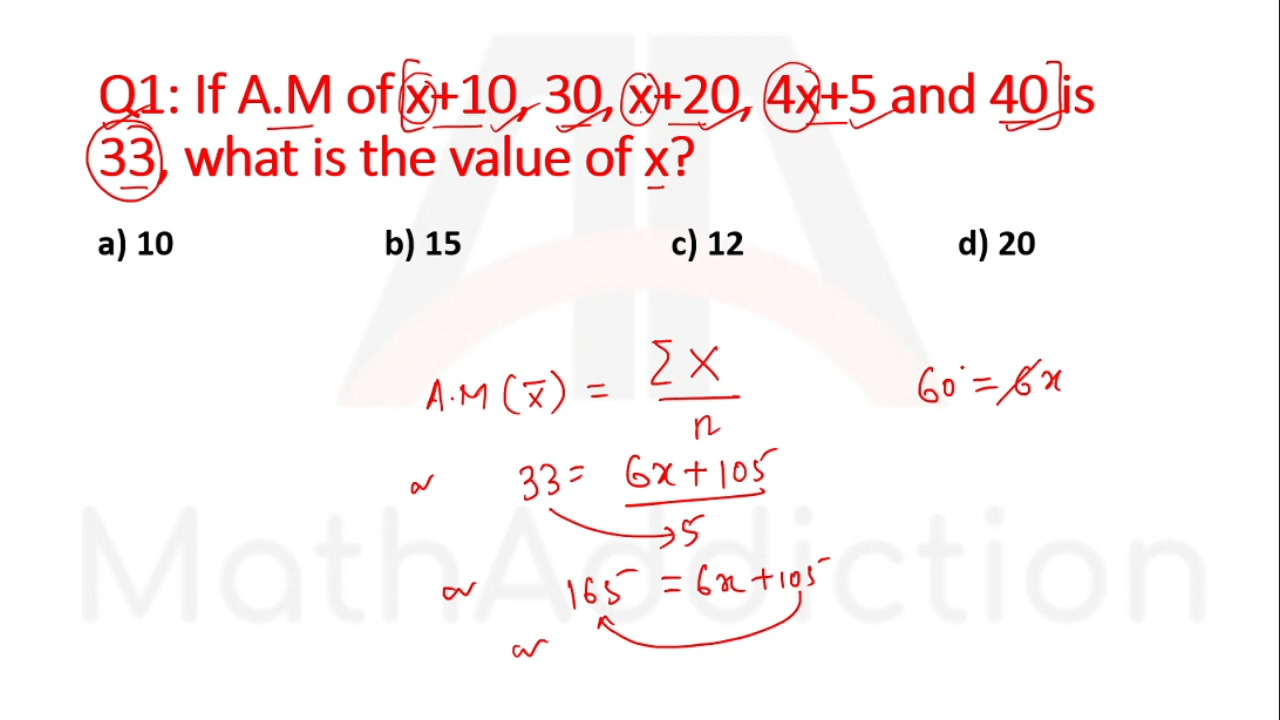 Q1: If A.M of [x+10, 30, x+20, 4x+5 and 40] is
33, what is the value of x?
a) 10 b) 15 c) 12 d) 20
A.M (x̄) = ΣX / n
60 = 6x
or 33 = 6x+105 / 5
or 165 = 6x+105
or
MathAddiction